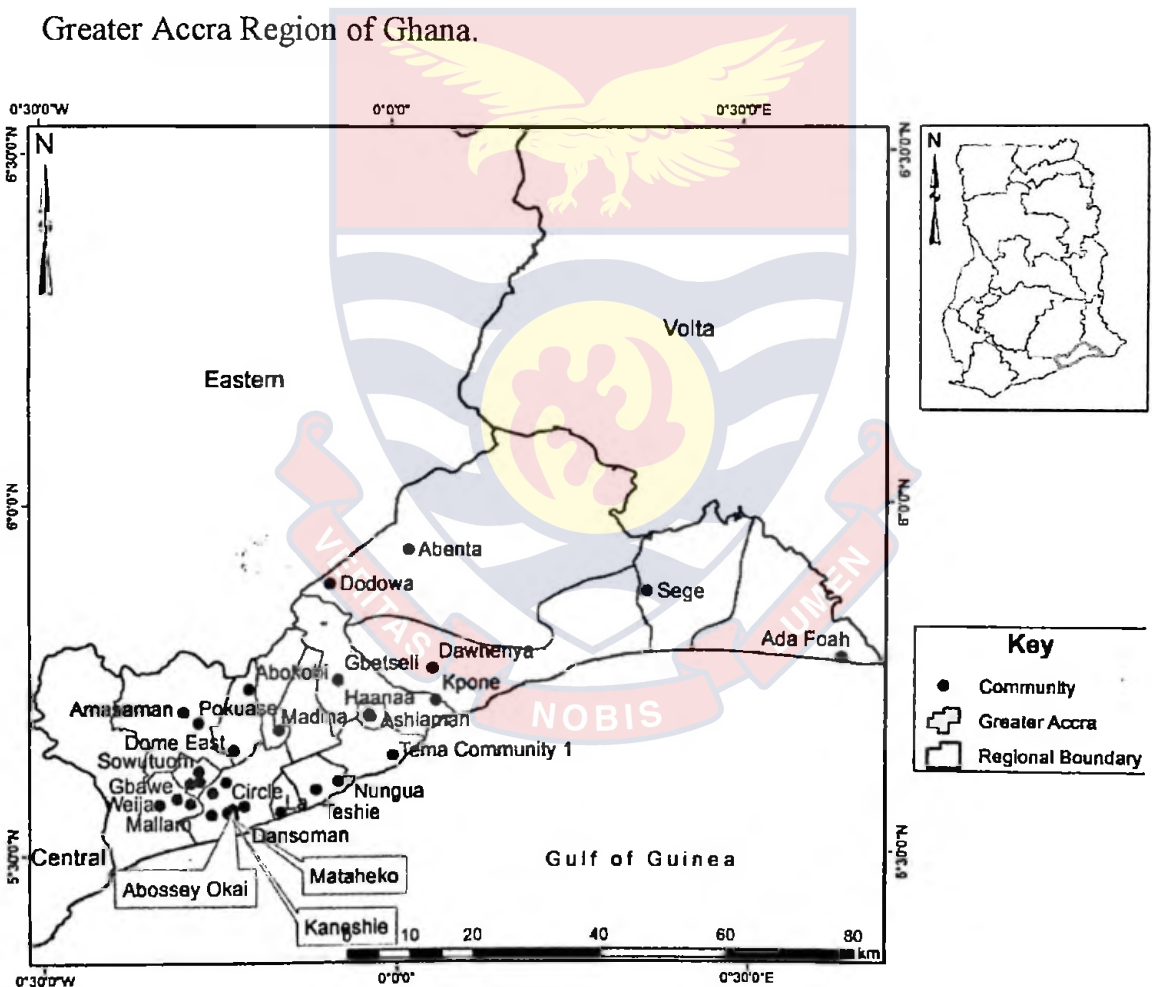 Greater Accra Region of Ghana.
0°30'0"W 0°0'0" 0°30'0"E
6°30'0"N
6°30'0"N
N
N
Volta
Eastern
6°0'0"N
6°0'0"N
Abenta
Dodowa
Sege
VERITAS
NOBIS
LUMEN
Ada Foah
Dawhenya
Gbetseli
Abokobi
Kpone
Haanaa
Amasaman
Pokuase
Madina
Ashiaman
Dome East
Tema Community 1
Sowutuom
Gbawe
Circle
Nungua
Weija
La
Teshie
Mallam
Dansoman
Central
5°30'0"N
5°30'0"N
Gulf of Guinea
Mataheko
Abossey Okai
Kaneshie
0 10 20 40 60 80
km
0°30'0"W 0°0'0" 0°30'0"E
Key
Community
Greater Accra
Regional Boundary